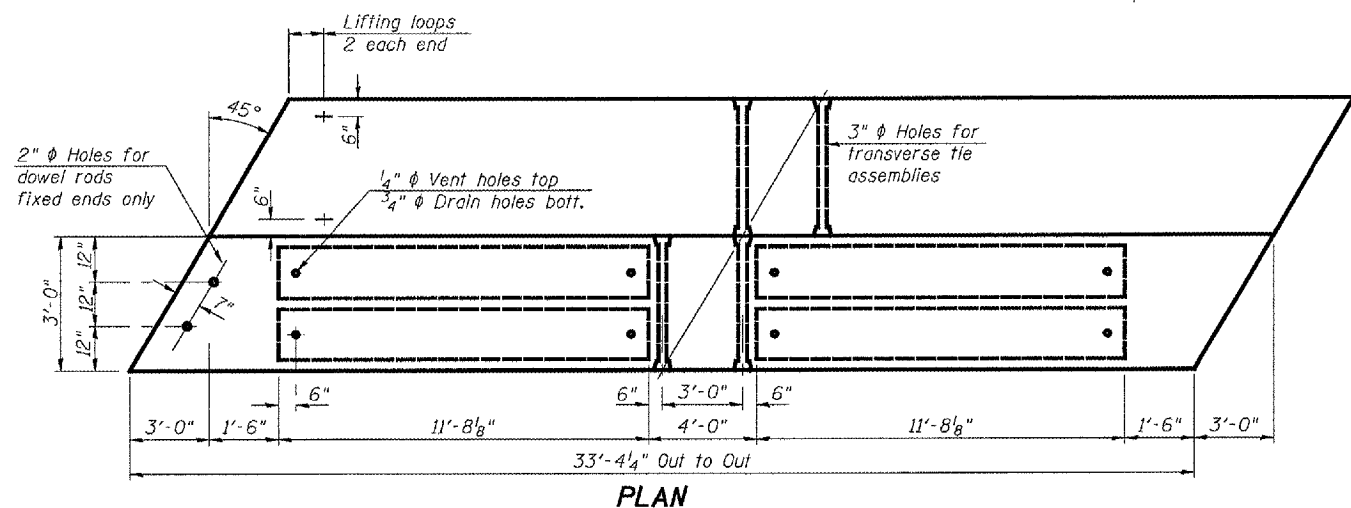 Lifting loops
2 each end
45°
6"
2" ϕ Holes for
dowel rods
fixed ends only
1/4" ϕ Vent holes top
3/4" ϕ Drain holes bott.
3" ϕ Holes for
transverse tie
assemblies
6"
3'-0"
12"
12"
12"
7"
6"
6"
3'-0"
6"
3'-0"
1'-6"
11'-8 1/8"
4'-0"
11'-8 1/8"
1'-6"
3'-0"
33'-4 1/4" Out to Out
PLAN